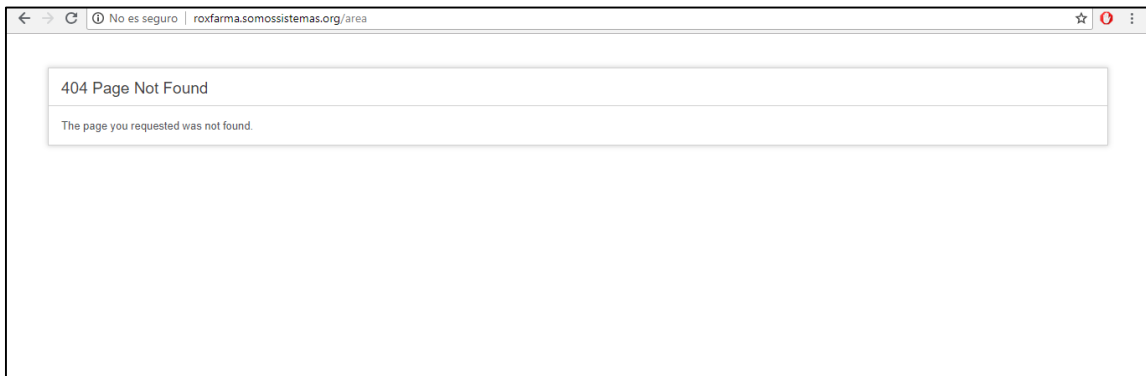 No es seguro | roxfarma.somossistemas.org/area
404 Page Not Found
The page you requested was not found.